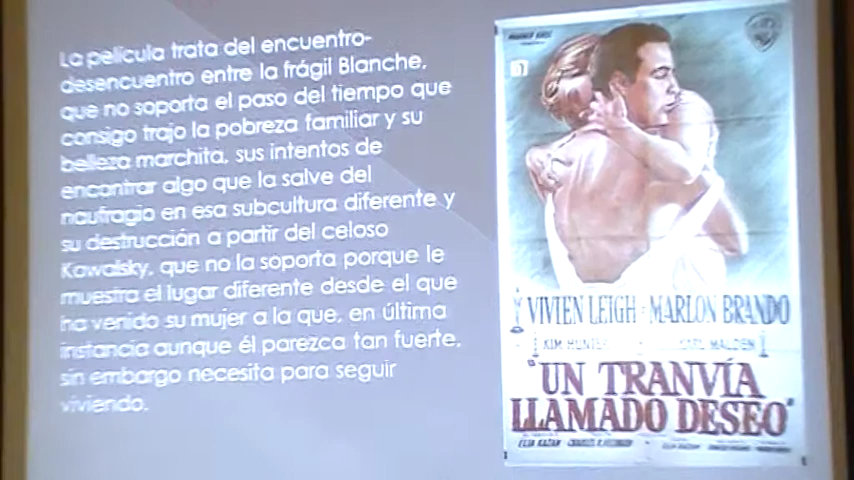 La película trata del encuentro-
desencuentro entre la frágil Blanche,
que no soporta el paso del tiempo que
consigo trajo la pobreza familiar y su
belleza marchita, sus intentos de
encontrar algo que la salve del
naufragio en esa subcultura diferente y
su destrucción a partir del celoso
Kowalsky, que no la soporta porque le
muestra el lugar diferente desde el que
ha venido su mujer a la que, en última
instancia aunque él parezca tan fuerte,
sin embargo necesita para seguir
viviendo.
VIVIEN LEIGH · MARLON BRANDO
KIM HUNTER KARL MALDEN
"UN TRANVÍA
LLAMADO DESEO"
ELIA KAZAN